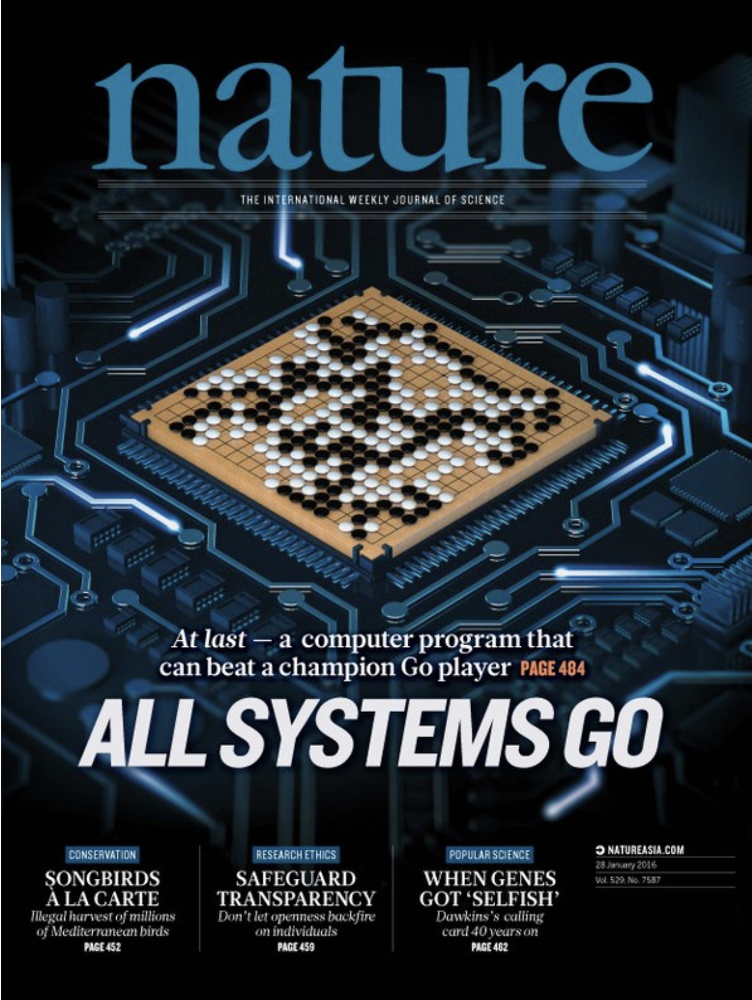 nature
THE INTERNATIONAL WEEKLY JOURNAL OF SCIENCE
At last — a computer program that
can beat a champion Go player PAGE 484
ALL SYSTEMS GO
CONSERVATION
SONGBIRDS
À LA CARTE
Illegal harvest of millions
of Mediterranean birds
PAGE 452
RESEARCH ETHICS
SAFEGUARD
TRANSPARENCY
Don't let openness backfire
on individuals
PAGE 459
POPULAR SCIENCE
WHEN GENES
GOT ‘SELFISH’
Dawkins's calling
card 40 years on
PAGE 462
NATUREASIA.COM
28 January 2016
Vol. 529, No. 7587